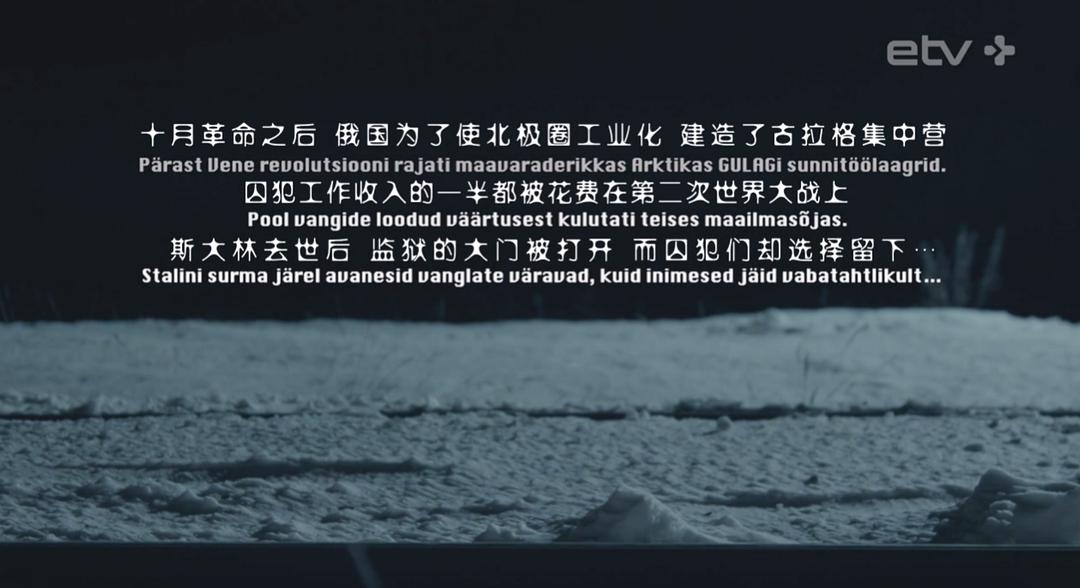 etv+
十月革命之后 俄国为了使北极圈工业化 建造了古拉格集中营
Pärast Vene revolutsiooni rajati maavaraderikkas Arktikas GULAGi sunnitöölaagrid.
囚犯工作收入的一半都被花费在第二次世界大战上
Pool vangide loodud väärtusest kulutati teises maailmasõjas.
斯大林去世后 监狱的大门被打开 而囚犯们却选择留下…
Stalini surma järel avanesid vanglate väravad, kuid inimesed jäid vabatahtlikult...